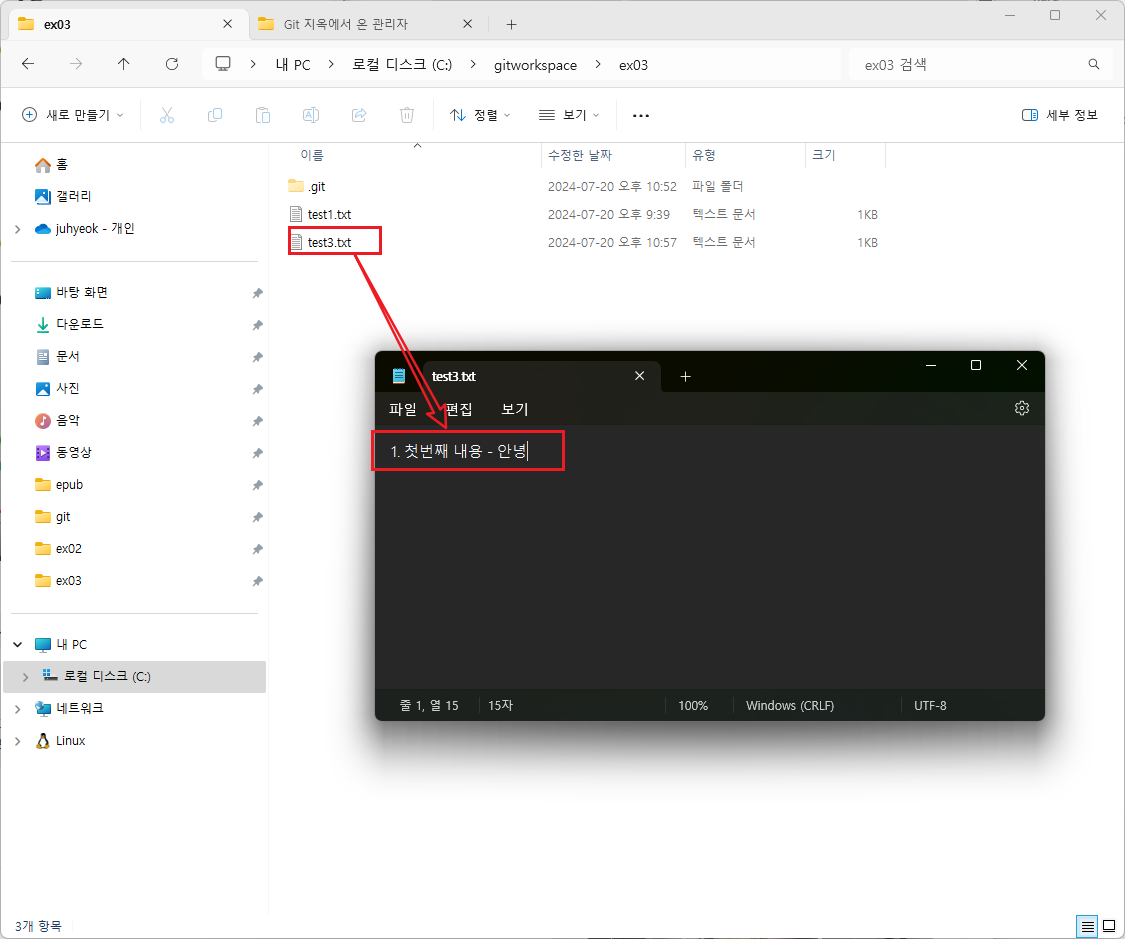 ex03
Git 지옥에서 온 관리자
내 PC
로컬 디스크 (C:)
gitworkspace
ex03
ex03 검색
새로 만들기
정렬
보기
세부 정보
이름
수정한 날짜
유형
크기
.git
2024-07-20 오후 10:52
파일 폴더
test1.txt
2024-07-20 오후 9:39
텍스트 문서
1KB
test3.txt
2024-07-20 오후 10:57
텍스트 문서
1KB
홈
갤러리
juhyeok - 개인
바탕 화면
다운로드
문서
사진
음악
동영상
epub
git
ex02
ex03
내 PC
로컬 디스크 (C:)
네트워크
Linux
test3.txt
파일
편집
보기
1. 첫번째 내용 - 안녕
줄 1, 열 15
15자
100%
Windows (CRLF)
UTF-8
3개 항목